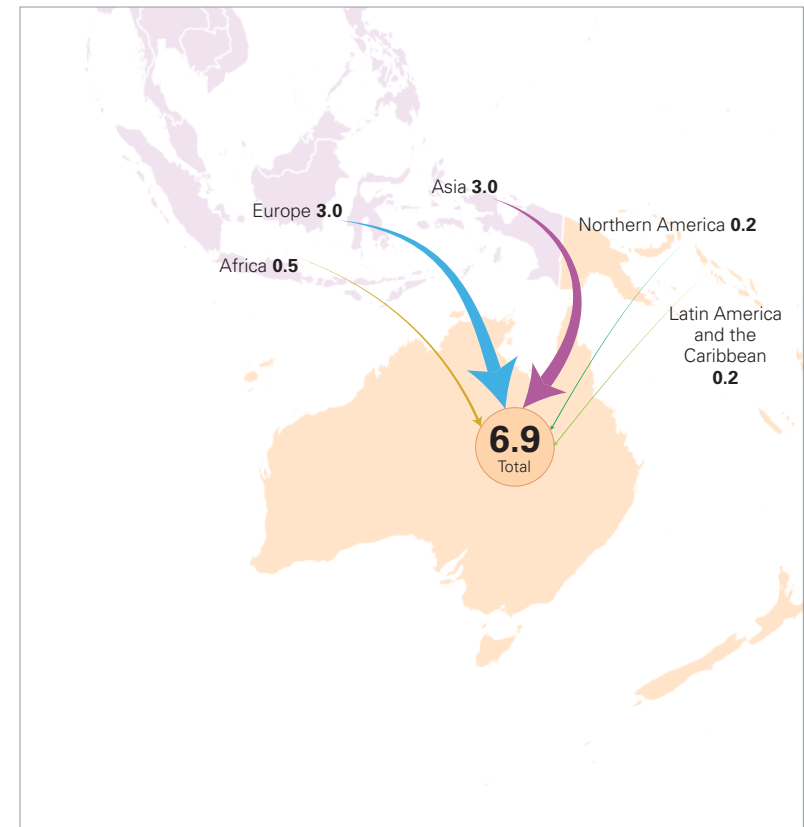 Asia 3.0
Europe 3.0
Northern America 0.2
Africa 0.5
Latin America
and the
Caribbean
0.2
6.9
Total